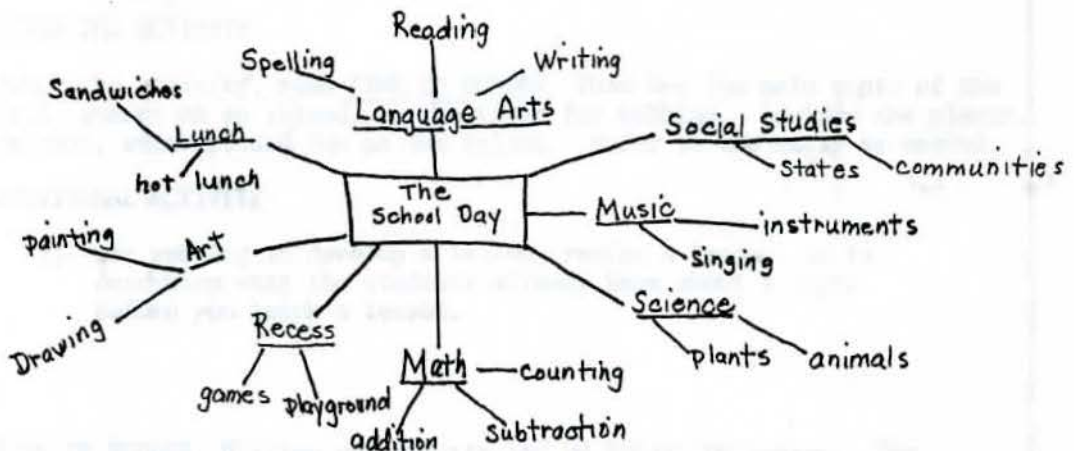 Reading
Spelling
Writing
Sandwiches
Language Arts
Lunch
Social Studies
hot lunch
States
communities
The
School Day
Music
instruments
singing
painting
Art
Science
plants
animals
Drawing
Recess
games
playground
Math
counting
addition
Subtraction